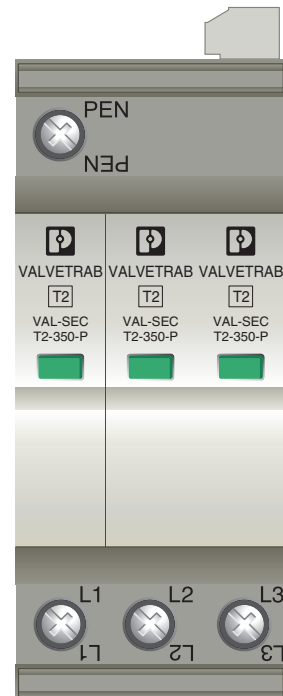 PEN
PEN
VALVETRAB VALVETRAB VALVETRAB
T2 T2 T2
VAL-SEC VAL-SEC VAL-SEC
T2-350-P T2-350-P T2-350-P
L1 L2 L3
L1 L2 L3